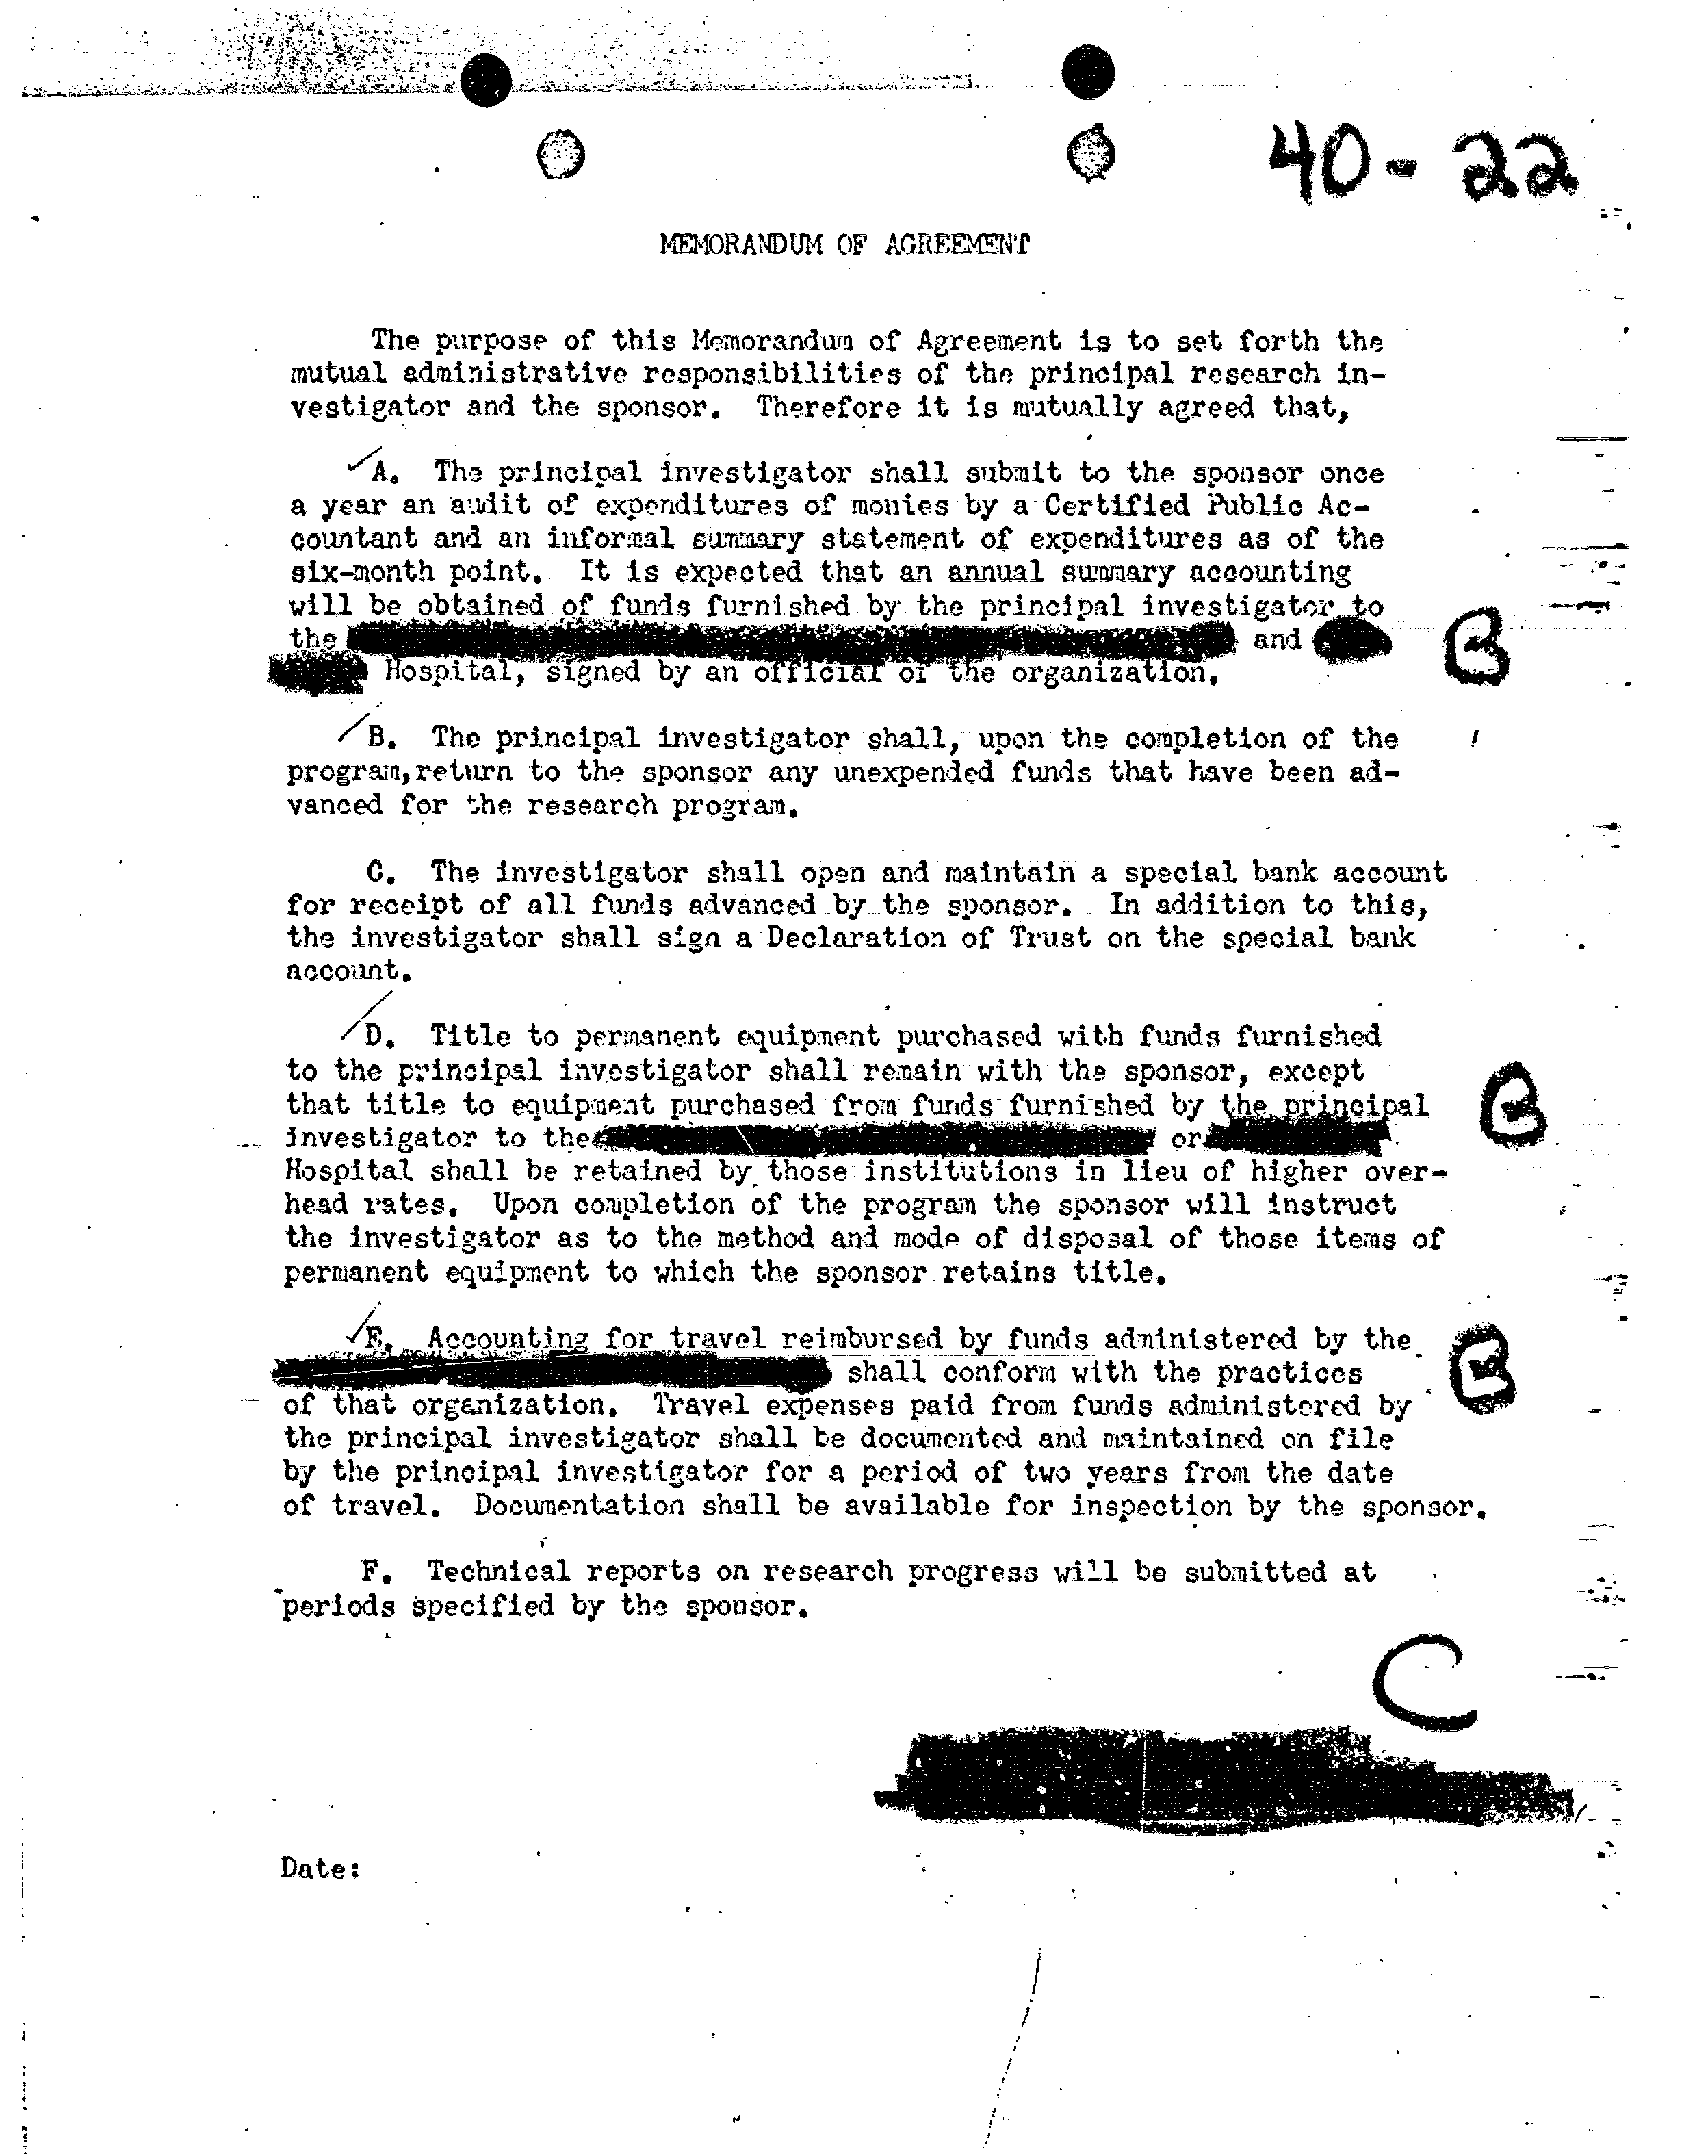 40-22
MEMORANDUM OF AGREEMENT
The purpose of this Memorandum of Agreement is to set forth the
mutual administrative responsibilities of the principal research in-
vestigator and the sponsor. Therefore it is mutually agreed that,
A. The principal investigator shall submit to the sponsor once
a year an audit of expenditures of monies by a Certified Public Ac-
countant and an informal summary statement of expenditures as of the
six-month point. It is expected that an annual summary accounting
will be obtained of funds furnished by the principal investigator to
the and
B
Hospital, signed by an official of the organization.
B. The principal investigator shall, upon the completion of the
program, return to the sponsor any unexpended funds that have been ad-
vanced for the research program.
C. The investigator shall open and maintain a special bank account
for receipt of all funds advanced by the sponsor. In addition to this,
the investigator shall sign a Declaration of Trust on the special bank
account.
D. Title to permanent equipment purchased with funds furnished
to the principal investigator shall remain with the sponsor, except
that title to equipment purchased from funds furnished by the principal
B
investigator to the or
Hospital shall be retained by those institutions in lieu of higher over-
head rates. Upon completion of the program the sponsor will instruct
the investigator as to the method and mode of disposal of those items of
permanent equipment to which the sponsor retains title.
E. Accounting for travel reimbursed by funds administered by the
B
shall conform with the practices
of that organization. Travel expenses paid from funds administered by
the principal investigator shall be documented and maintained on file
by the principal investigator for a period of two years from the date
of travel. Documentation shall be available for inspection by the sponsor.
F. Technical reports on research progress will be submitted at
periods specified by the sponsor.
C
Date: